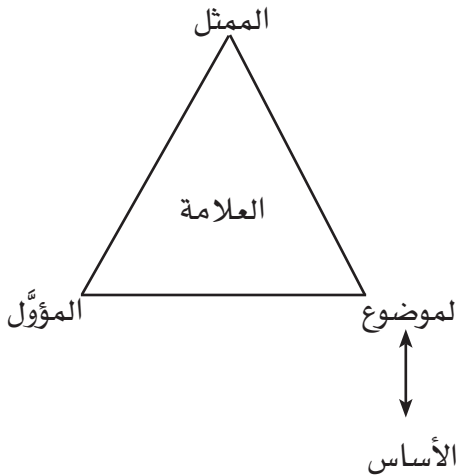 الممثل
العلامة
لموضوع
المؤوَّل
الأساس